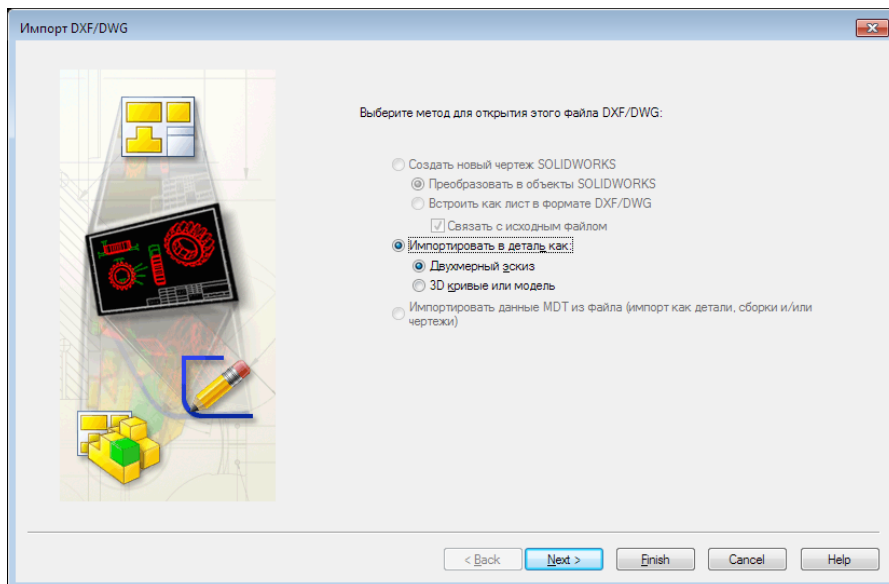 Импорт DXF/DWG
Выберите метод для открытия этого файла DXF/DWG:
Создать новый чертеж SOLIDWORKS
Преобразовать в объекты SOLIDWORKS
Встроить как лист в формате DXF/DWG
Связать с исходным файлом
Импортировать в деталь как:
Двухмерный эскиз
3D кривые или модель
Импортировать данные MDT из файла (импорт как детали, сборки и/или
чертежи)
< Back Next > Finish Cancel Help